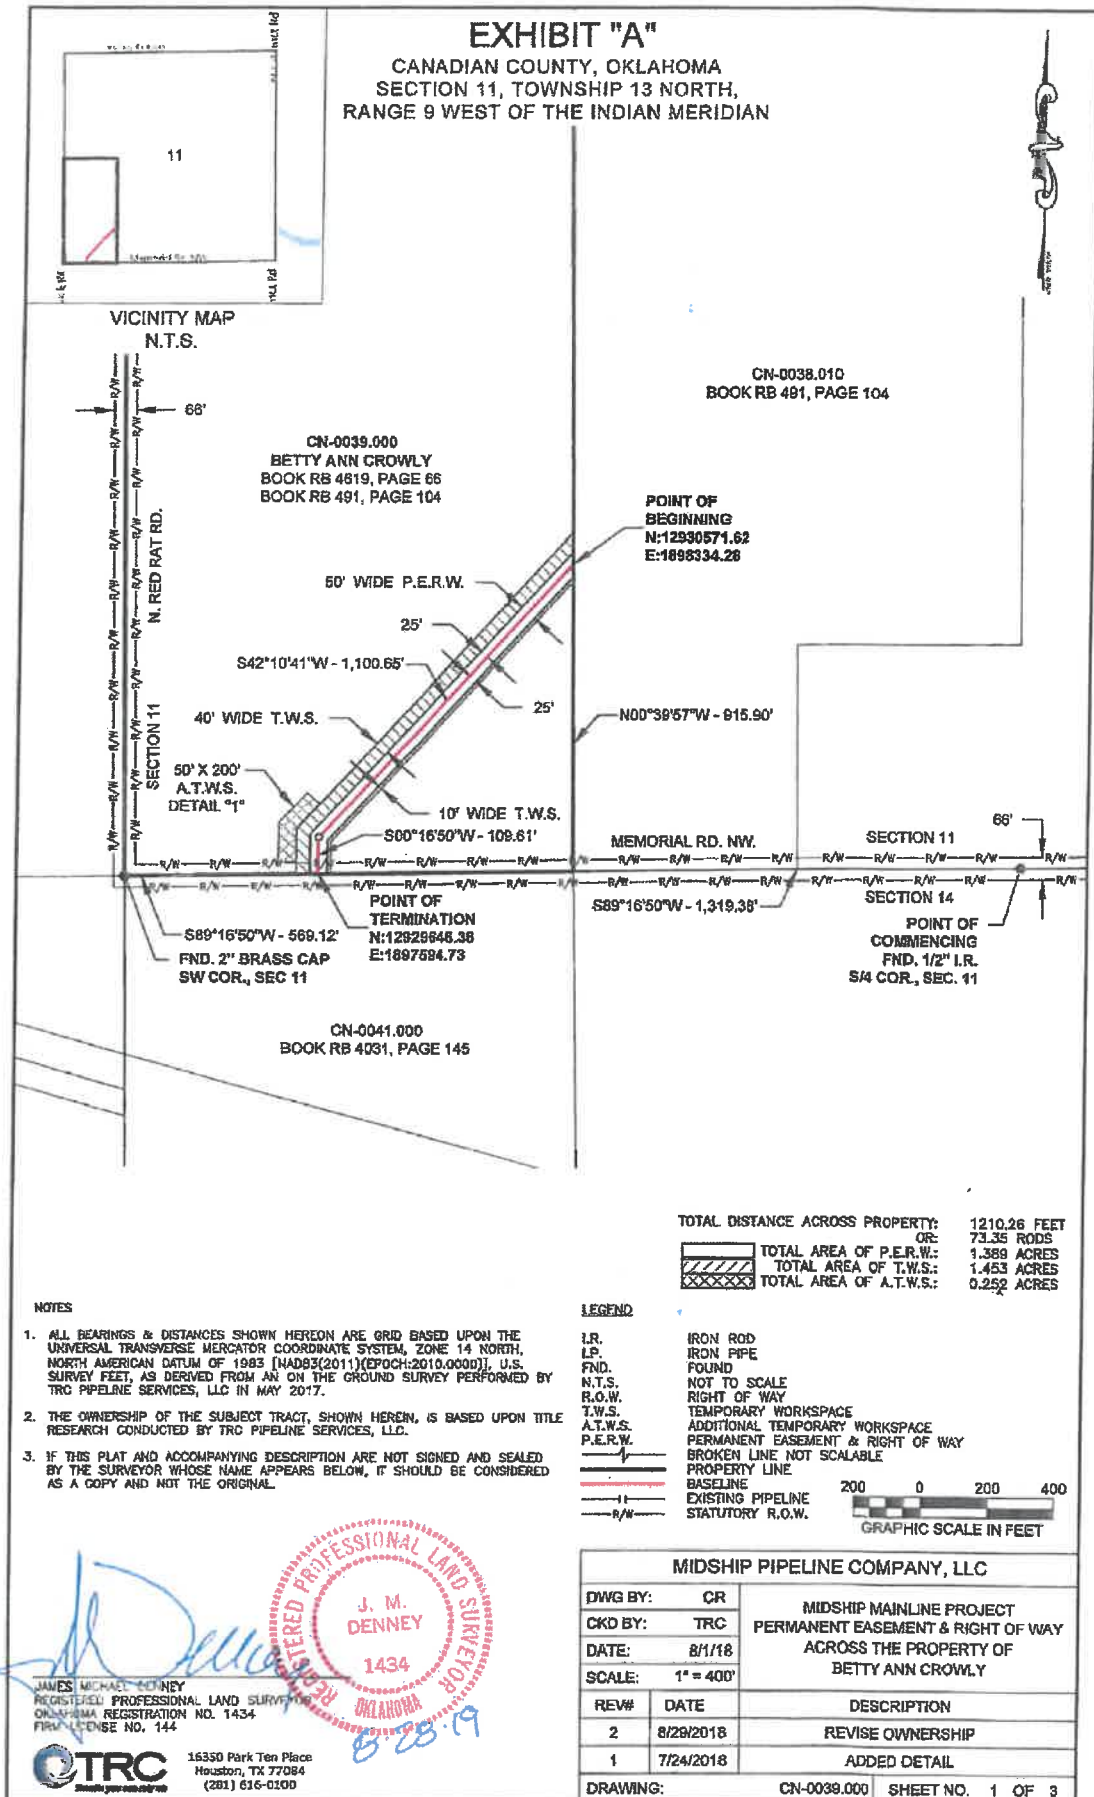 EXHIBIT "A"
CANADIAN COUNTY, OKLAHOMA
SECTION 11, TOWNSHIP 13 NORTH,
RANGE 9 WEST OF THE INDIAN MERIDIAN
11
VICINITY MAP
N.T.S.
66'
CN-0039.000
BETTY ANN CROWLY
BOOK RB 4619, PAGE 66
BOOK RB 491, PAGE 104
CN-0038.010
BOOK RB 491, PAGE 104
N. RED RAT RD.
SECTION 11
POINT OF
BEGINNING
N:12930571.62
E:1898334.28
50' WIDE P.E.R.W.
25'
S42°10'41"W - 1,100.65'
25'
40' WIDE T.W.S.
N00°39'57"W - 915.90'
50' X 200'
A.T.W.S.
DETAIL "1"
10' WIDE T.W.S.
S00°16'50"W - 109.61'
MEMORIAL RD. NW.
SECTION 11
66'
R/W R/W R/W R/W R/W R/W R/W R/W R/W R/W R/W R/W
SECTION 14
S89°16'50"W - 1,319.38'
POINT OF
TERMINATION
N:12929646.38
E:1897594.73
POINT OF
COMMENCING
FND. 1/2" I.R.
S/4 COR., SEC. 11
S89°16'50"W - 569.12'
FND. 2" BRASS CAP
SW COR., SEC 11
CN-0041.000
BOOK RB 4031, PAGE 145
TOTAL DISTANCE ACROSS PROPERTY: 1210.26 FEET
OR: 73.35 RODS
TOTAL AREA OF P.E.R.W.: 1.389 ACRES
TOTAL AREA OF T.W.S.: 1.453 ACRES
TOTAL AREA OF A.T.W.S.: 0.252 ACRES
NOTES
1. ALL BEARINGS & DISTANCES SHOWN HEREON ARE GRID BASED UPON THE
UNIVERSAL TRANSVERSE MERCATOR COORDINATE SYSTEM, ZONE 14 NORTH,
NORTH AMERICAN DATUM OF 1983 [NAD83(2011)(EPOCH:2010.0000)], U.S.
SURVEY FEET, AS DERIVED FROM AN ON THE GROUND SURVEY PERFORMED BY
TRC PIPELINE SERVICES, LLC IN MAY 2017.
2. THE OWNERSHIP OF THE SUBJECT TRACT, SHOWN HEREIN, IS BASED UPON TITLE
RESEARCH CONDUCTED BY TRC PIPELINE SERVICES, LLC.
3. IF THIS PLAT AND ACCOMPANYING DESCRIPTION ARE NOT SIGNED AND SEALED
BY THE SURVEYOR WHOSE NAME APPEARS BELOW, IT SHOULD BE CONSIDERED
AS A COPY AND NOT THE ORIGINAL.
LEGEND
I.R. IRON ROD
I.P. IRON PIPE
FND. FOUND
N.T.S. NOT TO SCALE
R.O.W. RIGHT OF WAY
T.W.S. TEMPORARY WORKSPACE
A.T.W.S. ADDITIONAL TEMPORARY WORKSPACE
P.E.R.W. PERMANENT EASEMENT & RIGHT OF WAY
BROKEN LINE NOT SCALABLE
PROPERTY LINE
BASELINE
EXISTING PIPELINE
R/W STATUTORY R.O.W.
200 0 200 400
GRAPHIC SCALE IN FEET
REGISTERED PROFESSIONAL LAND SURVEYOR
J. M.
DENNEY
1434
OKLAHOMA
8-28-19
JAMES MICHAEL DENNEY
REGISTERED PROFESSIONAL LAND SURVEYOR
OKLAHOMA REGISTRATION NO. 1434
FIRM LICENSE NO. 144
TRC
16350 Park Ten Place
Houston, TX 77084
(281) 616-0100
MIDSHIP PIPELINE COMPANY, LLC
DWG BY: CR
CKD BY: TRC
DATE: 8/1/18
SCALE: 1" = 400'
MIDSHIP MAINLINE PROJECT
PERMANENT EASEMENT & RIGHT OF WAY
ACROSS THE PROPERTY OF
BETTY ANN CROWLY
REV# DATE DESCRIPTION
2 8/29/2018 REVISE OWNERSHIP
1 7/24/2018 ADDED DETAIL
DRAWING: CN-0039.000 SHEET NO. 1 OF 3